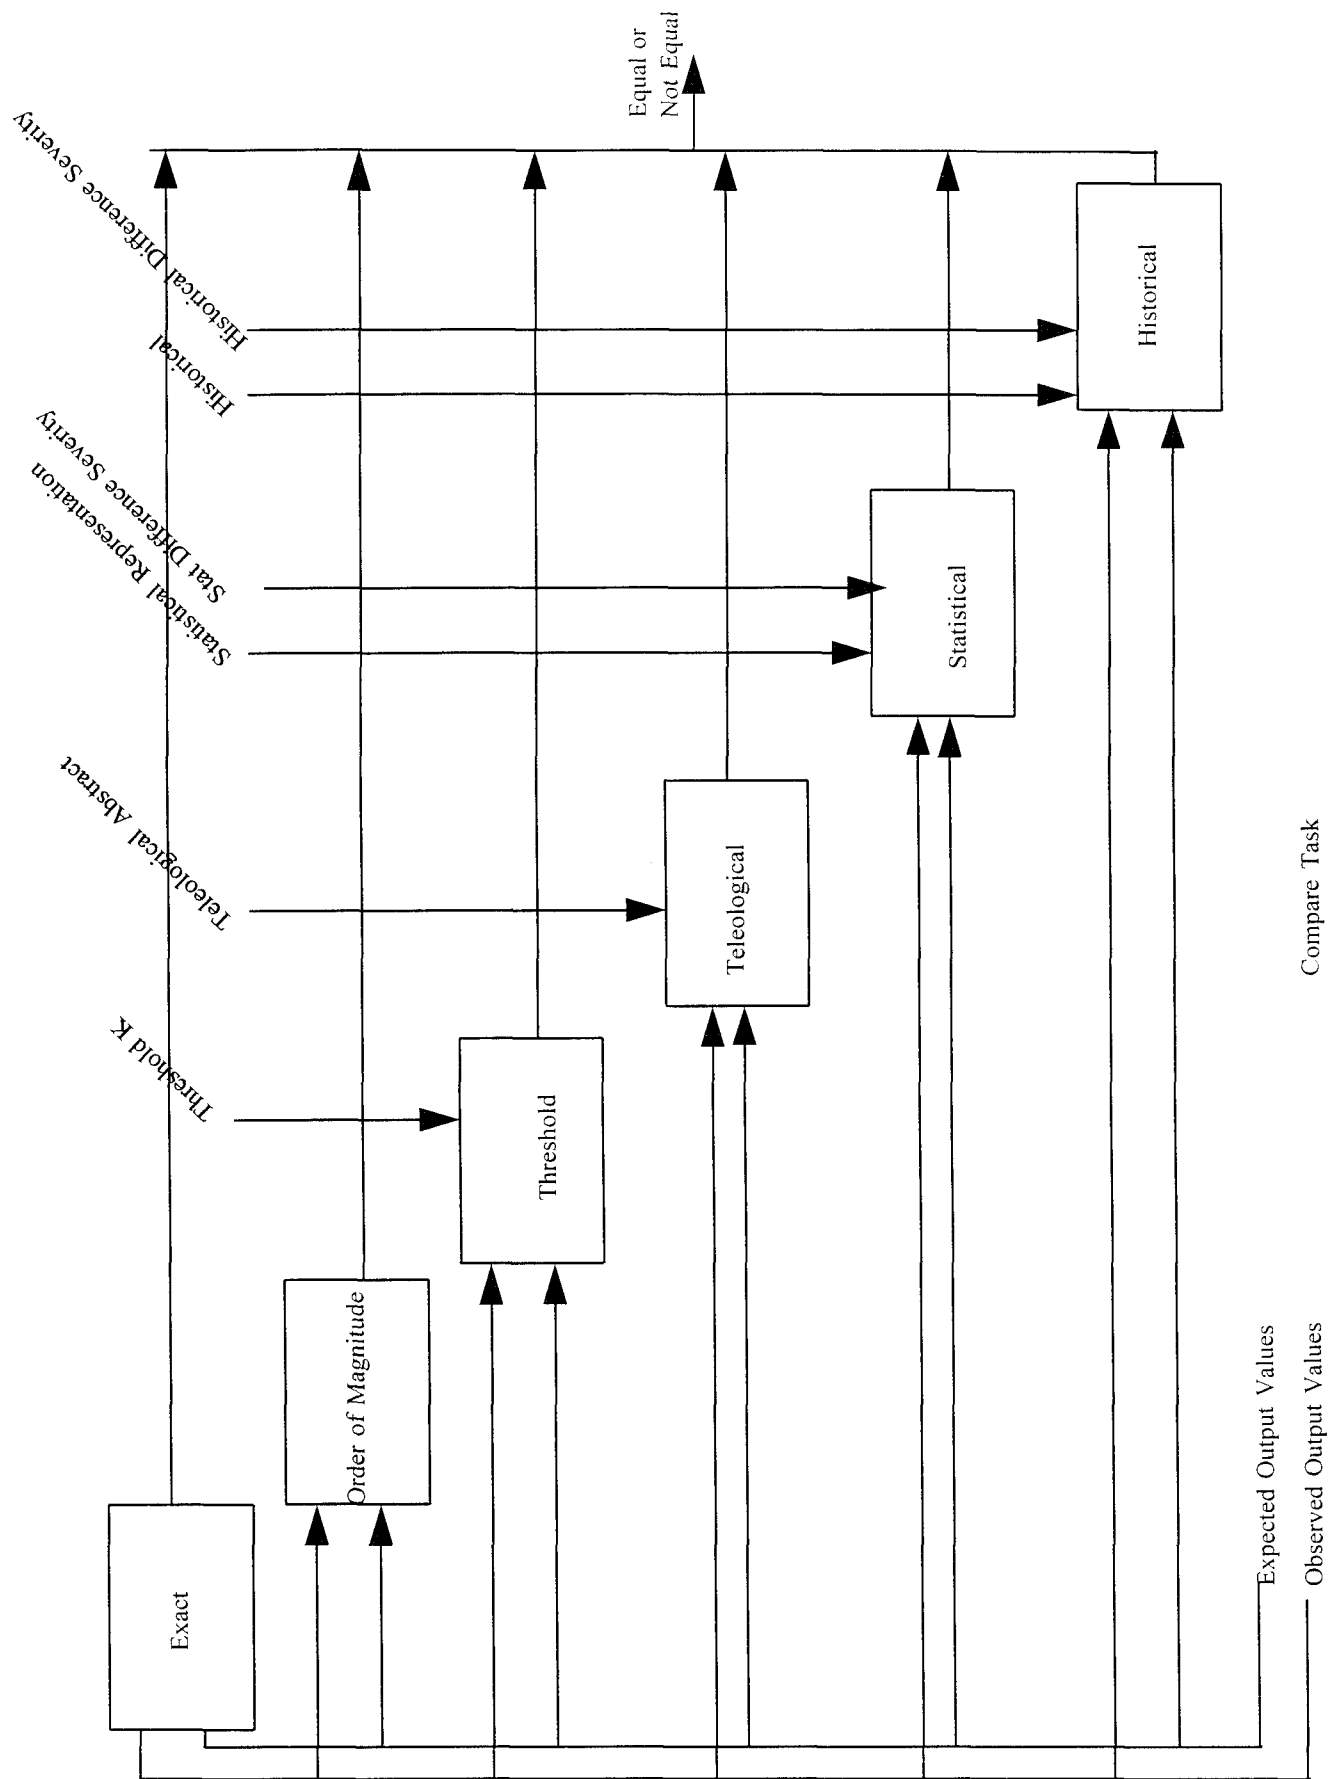 Equal or
Not Equal
Historical Difference Severity
Historical
Stat Difference Severity
Statistical Representation
Teleological Abstract
Threshold K
Exact
Order of Magnitude
Threshold
Teleological
Statistical
Historical
Expected Output Values
Observed Output Values
Compare Task